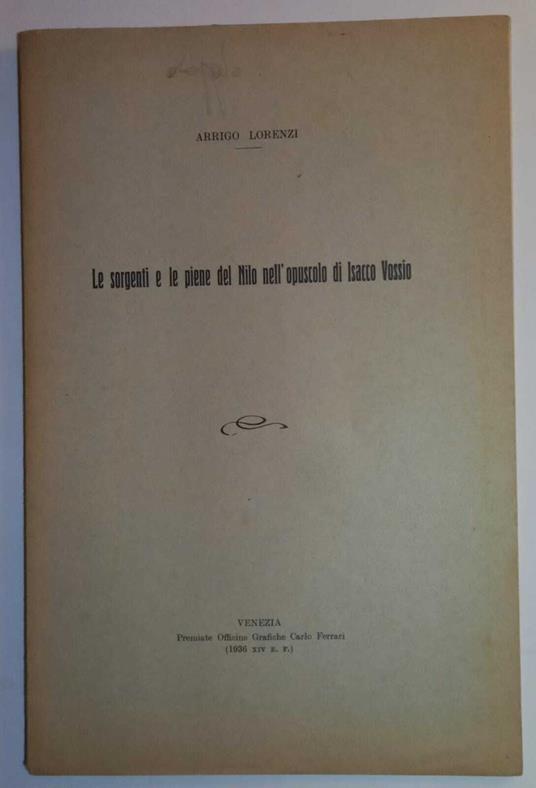 ARRIGO LORENZI
Le sorgenti e le piene del Nilo nell'opuscolo di Isacco Vossio
VENEZIA
Premiate Officine Grafiche Carlo Ferrari
(1936 XIV E. F.)